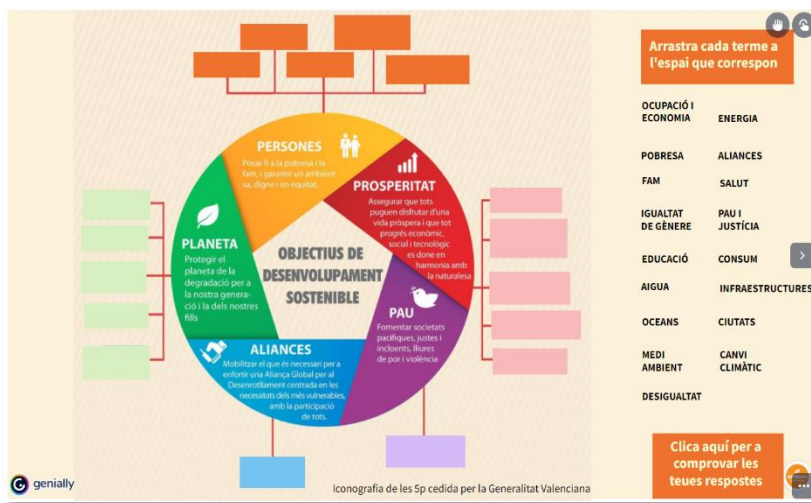 Arrastra cada terme a
l'espai que correspon
PERSONES
Posar fi a la pobresa i la
fam, i garantir un ambient
sa, digne i en equitat.
PROSPERITAT
Assegurar que tots
puguen disfrutar d'una
vida pròspera i que tot
progrés econòmic,
social i tecnològic
es done en
harmonia amb
la naturalesa
PLANETA
Protegir el
planeta de la
degradació per a
la nostra genera-
ció i la dels nostres
fills
OBJECTIUS DE
DESENVOLUPAMENT
SOSTENIBLE
PAU
Fomentar societats
pacífiques, justes i
incloents, lliures
de por i violència
ALIANCES
Mobilitzar el que és necessari per a
enfortir una Aliança Global per al
Desenrotllament centrada en les
necessitats dels més vulnerables,
amb la participació
de tots.
OCUPACIÓ I
ECONOMIA
ENERGIA
POBRESA
ALIANCES
FAM
SALUT
IGUALTAT
DE GÈNERE
PAU I
JUSTÍCIA
EDUCACIÓ
CONSUM
AIGUA
INFRAESTRUCTURES
OCEANS
CIUTATS
MEDI
AMBIENT
CANVI
CLIMÀTIC
DESIGUALTAT
Clica aquí per a
comprovar les
teues respostes
genially
Iconografia de les 5p cedida per la Generalitat Valenciana